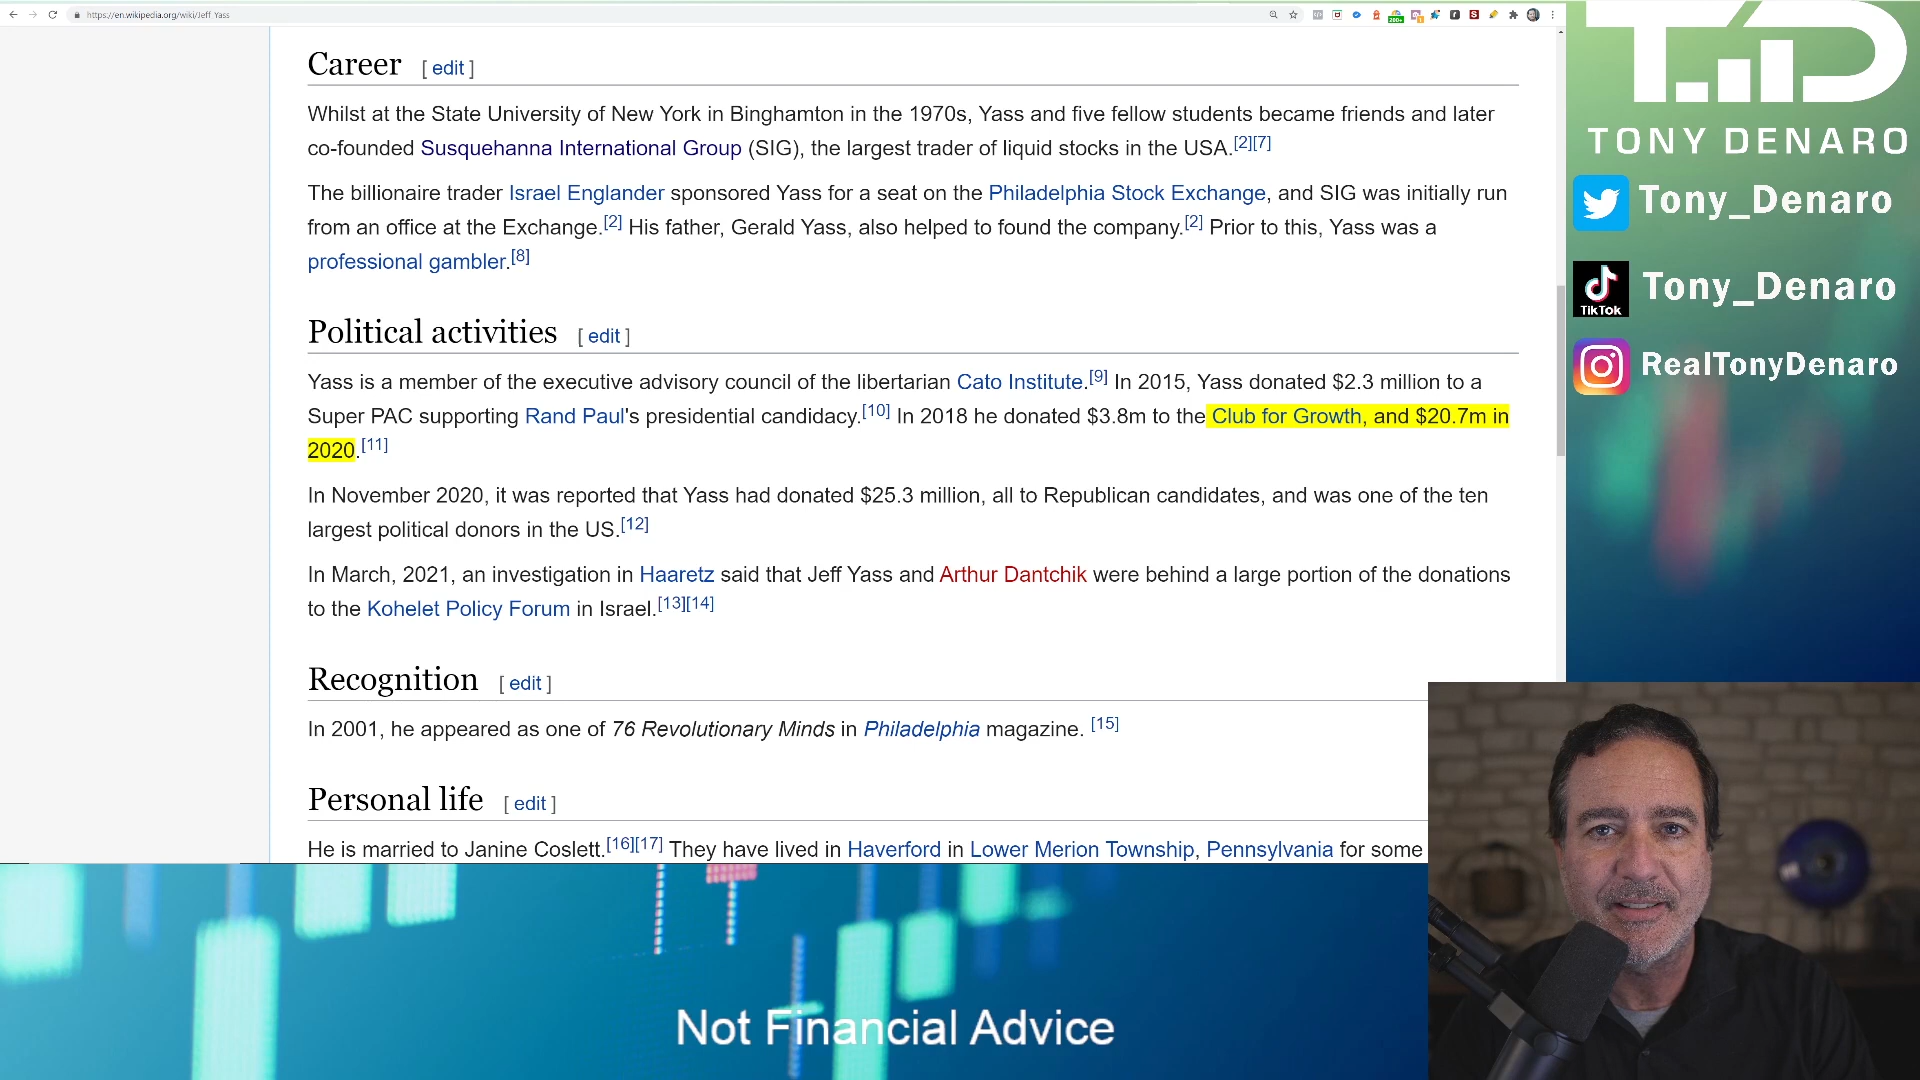 https://en.wikipedia.org/wiki/Jeff Yass
Career [ edit ]
Whilst at the State University of New York in Binghamton in the 1970s, Yass and five fellow students became friends and later
co-founded Susquehanna International Group (SIG), the largest trader of liquid stocks in the USA.[2][7]
The billionaire trader Israel Englander sponsored Yass for a seat on the Philadelphia Stock Exchange, and SIG was initially run
from an office at the Exchange.[2] His father, Gerald Yass, also helped to found the company.[2] Prior to this, Yass was a
professional gambler.[8]
Political activities [ edit ]
Yass is a member of the executive advisory council of the libertarian Cato Institute.[9] In 2015, Yass donated $2.3 million to a
Super PAC supporting Rand Paul's presidential candidacy.[10] In 2018 he donated $3.8m to the Club for Growth, and $20.7m in
2020.[11]
In November 2020, it was reported that Yass had donated $25.3 million, all to Republican candidates, and was one of the ten
largest political donors in the US.[12]
In March, 2021, an investigation in Haaretz said that Jeff Yass and Arthur Dantchik were behind a large portion of the donations
to the Kohelet Policy Forum in Israel.[13][14]
Recognition [ edit ]
In 2001, he appeared as one of 76 Revolutionary Minds in Philadelphia magazine. [15]
Personal life [ edit ]
He is married to Janine Coslett.[16][17] They have lived in Haverford in Lower Merion Township, Pennsylvania for some
TONY DENARO
Tony_Denaro
TikTok
Tony_Denaro
RealTonyDenaro
Not Financial Advice